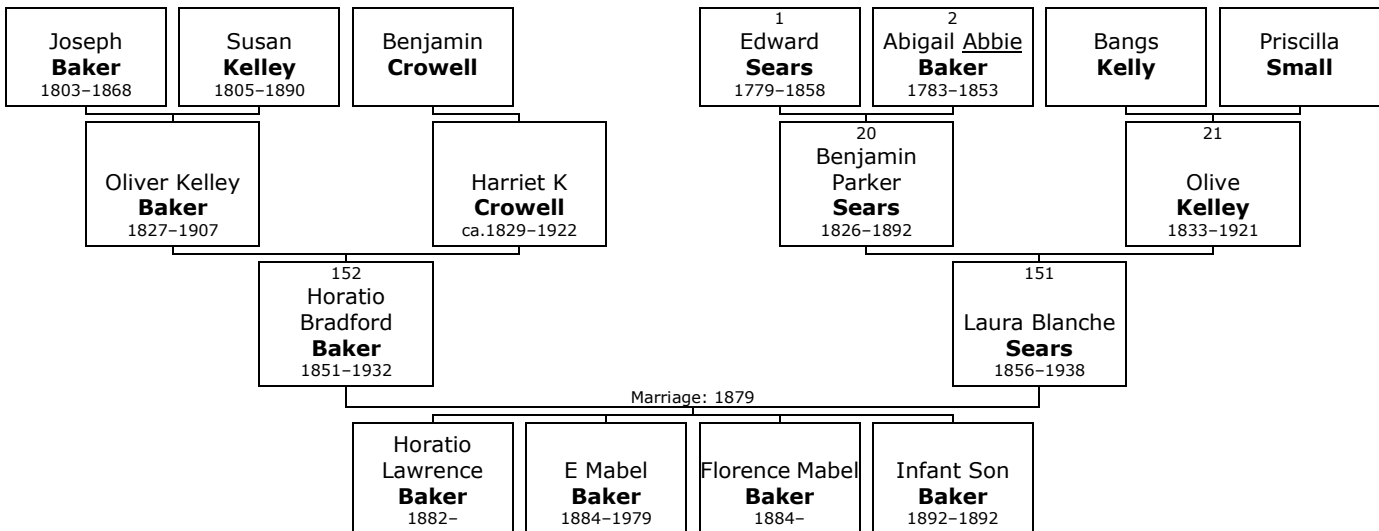 Joseph
Baker
1803–1868
Susan
Kelley
1805–1890
Benjamin
Crowell
1
Edward
Sears
1779–1858
2
Abigail Abbie
Baker
1783–1853
Bangs
Kelly
Priscilla
Small
Oliver Kelley
Baker
1827–1907
Harriet K
Crowell
ca.1829–1922
20
Benjamin
Parker
Sears
1826–1892
21
Olive
Kelley
1833–1921
152
Horatio
Bradford
Baker
1851–1932
151
Laura Blanche
Sears
1856–1938
Marriage: 1879
Horatio
Lawrence
Baker
1882–
E Mabel
Baker
1884–1979
Florence Mabel
Baker
1884–
Infant Son
Baker
1892–1892